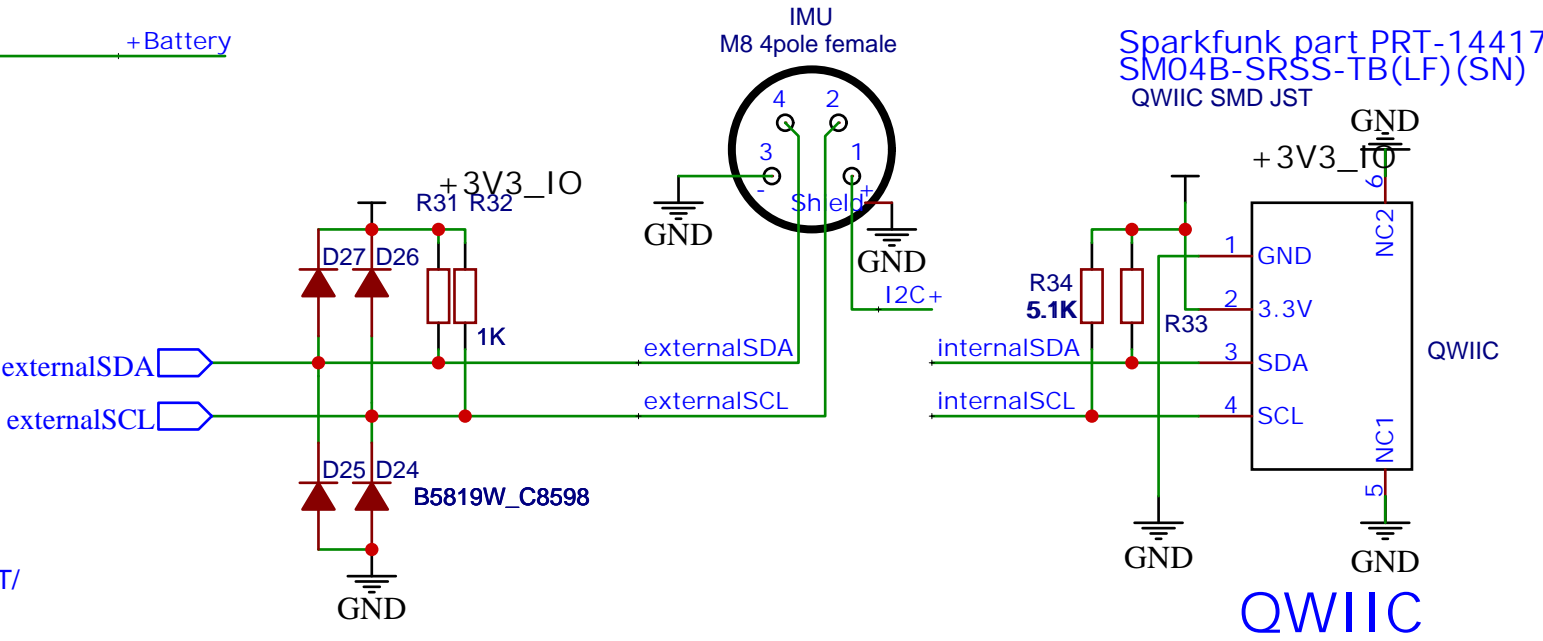 +Battery
IMU
M8 4pole female
Sparkfunk part PRT-14417
SM04B-SRSS-TB(LF)(SN)
QWIIC SMD JST
GND
+3V3_IO
6
NC2
4
2
3
1
-
+
Shield
GND
GND
I2C+
+3V3_IO
R31 R32
D27 D26
1K
externalSDA
externalSCL
externalSDA
externalSCL
D25 D24
B5819W_C8598
GND
T/
R34
5.1K
R33
internalSDA
internalSCL
1
GND
2
3.3V
3
SDA
4
SCL
QWIIC
NC1
5
GND
GND
QWIIC